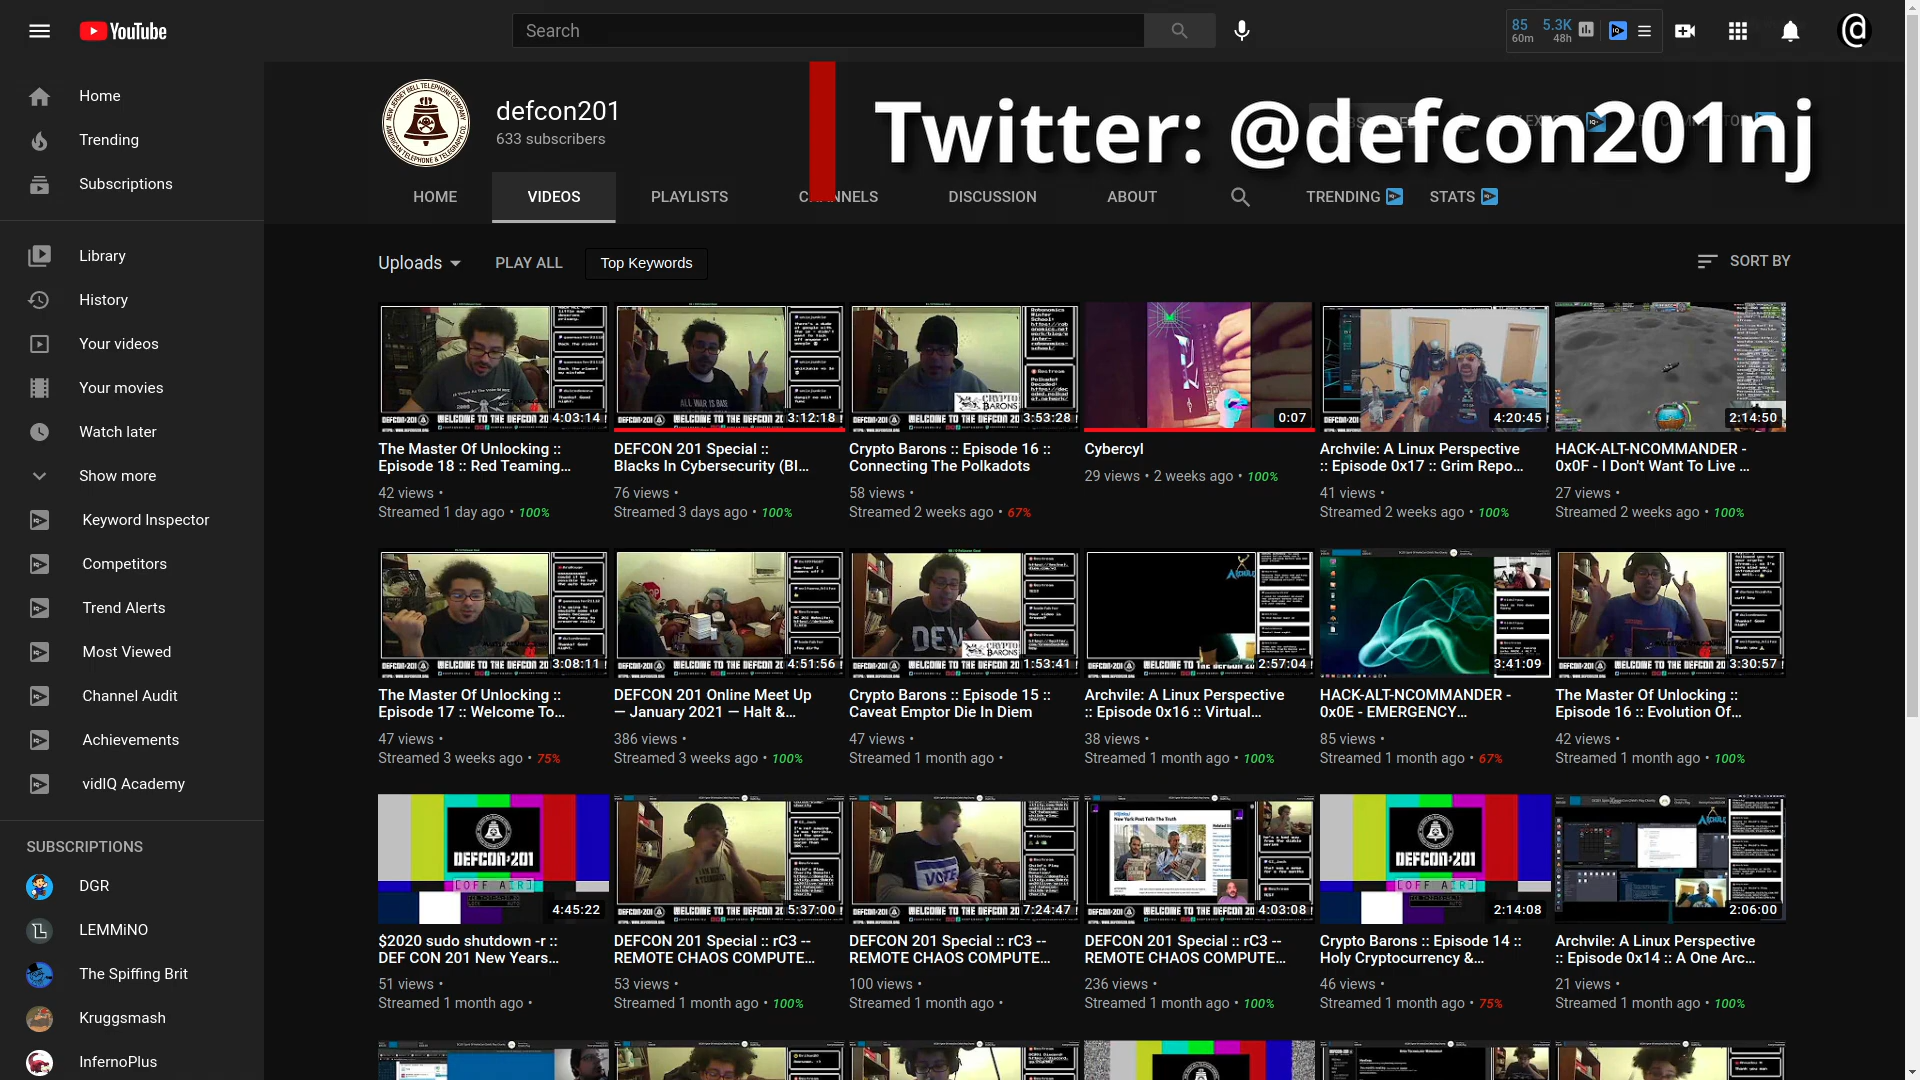 YouTube
Search
85
60m
5.3K
48h
Home
Trending
Subscriptions
Library
History
Your videos
Your movies
Watch later
Show more
Keyword Inspector
Competitors
Trend Alerts
Most Viewed
Channel Audit
Achievements
vidIQ Academy
SUBSCRIPTIONS
DGR
LEMMiNO
The Spiffing Brit
Kruggsmash
InfernoPlus
defcon201
633 subscribers
Twitter: @defcon201nj
HOME
VIDEOS
PLAYLISTS
CHANNELS
DISCUSSION
ABOUT
TRENDING
STATS
Uploads
PLAY ALL
Top Keywords
SORT BY
4:03:14
The Master Of Unlocking ::
Episode 18 :: Red Teaming...
42 views •
Streamed 1 day ago • 100%
3:12:18
DEFCON 201 Special ::
Blacks In Cybersecurity (BI...
76 views •
Streamed 3 days ago • 100%
3:53:28
Crypto Barons :: Episode 16 ::
Connecting The Polkadots
58 views •
Streamed 2 weeks ago • 67%
0:07
Cybercyl
29 views • 2 weeks ago • 100%
4:20:45
Archvile: A Linux Perspective
:: Episode 0x17 :: Grim Repo...
41 views •
Streamed 2 weeks ago • 100%
2:14:50
HACK-ALT-NCOMMANDER -
0x0F - I Don't Want To Live ...
27 views •
Streamed 2 weeks ago • 100%
3:08:11
The Master Of Unlocking ::
Episode 17 :: Welcome To...
47 views •
Streamed 3 weeks ago • 75%
4:51:56
DEFCON 201 Online Meet Up
— January 2021 — Halt &...
386 views •
Streamed 3 weeks ago • 100%
1:53:41
Crypto Barons :: Episode 15 ::
Caveat Emptor Die In Diem
47 views •
Streamed 1 month ago •
2:57:04
Archvile: A Linux Perspective
:: Episode 0x16 :: Virtual...
38 views •
Streamed 1 month ago • 100%
3:41:09
HACK-ALT-NCOMMANDER -
0x0E - EMERGENCY...
85 views •
Streamed 1 month ago • 67%
3:30:57
The Master Of Unlocking ::
Episode 16 :: Evolution Of...
42 views •
Streamed 1 month ago • 100%
DEFCON 201
[OFF AIR]
4:45:22
$2020 sudo shutdown -r ::
DEF CON 201 New Years...
51 views •
Streamed 1 month ago •
5:37:00
DEFCON 201 Special :: rC3 --
REMOTE CHAOS COMPUTE...
53 views •
Streamed 1 month ago • 100%
VOTE
7:24:47
DEFCON 201 Special :: rC3 --
REMOTE CHAOS COMPUTE...
100 views •
Streamed 1 month ago •
New York Post Tells The Truth
4:03:08
DEFCON 201 Special :: rC3 --
REMOTE CHAOS COMPUTE...
236 views •
Streamed 1 month ago • 100%
DEFCON 201
[OFF AIR]
2:14:08
Crypto Barons :: Episode 14 ::
Holy Cryptocurrency &...
46 views •
Streamed 1 month ago • 75%
2:06:00
Archvile: A Linux Perspective
:: Episode 0x14 :: A One Arc...
21 views •
Streamed 1 month ago • 100%